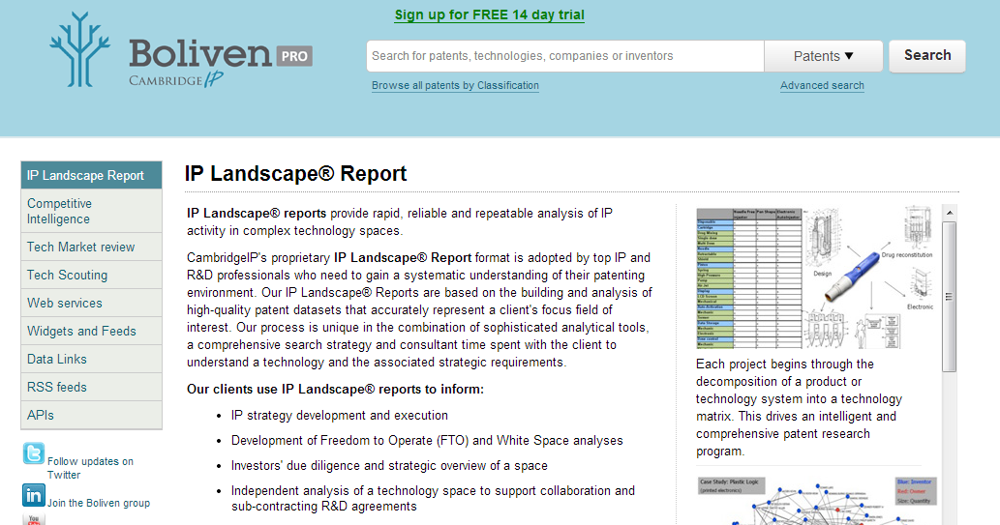 Sign up for FREE 14 day trial
Boliven PRO
CAMBRIDGE IP
Search for patents, technologies, companies or inventors
Patents ▼
Search
Browse all patents by Classification
Advanced search
IP Landscape Report
Competitive
Intelligence
Tech Market review
Tech Scouting
Web services
Widgets and Feeds
Data Links
RSS feeds
APIs
Follow updates on
Twitter
Join the Boliven group
You
IP Landscape® Report
IP Landscape® reports provide rapid, reliable and repeatable analysis of IP
activity in complex technology spaces.
CambridgeIP's proprietary IP Landscape® Report format is adopted by top IP and
R&D professionals who need to gain a systematic understanding of their patenting
environment. Our IP Landscape® Reports are based on the building and analysis of
high-quality patent datasets that accurately represent a client's focus field of
interest. Our process is unique in the combination of sophisticated analytical tools,
a comprehensive search strategy and consultant time spent with the client to
understand a technology and the associated strategic requirements.
Our clients use IP Landscape® reports to inform:
• IP strategy development and execution
• Development of Freedom to Operate (FTO) and White Space analyses
• Investors' due diligence and strategic overview of a space
• Independent analysis of a technology space to support collaboration and
sub-contracting R&D agreements
Design
Drug reconstitution
Electronic
Each project begins through the
decomposition of a product or
technology system into a technology
matrix. This drives an intelligent and
comprehensive patent research
program.
Case Study: Plastic Logic
(printed electronics)
Blue: Inventor
Red: Owner
Size: Quantity